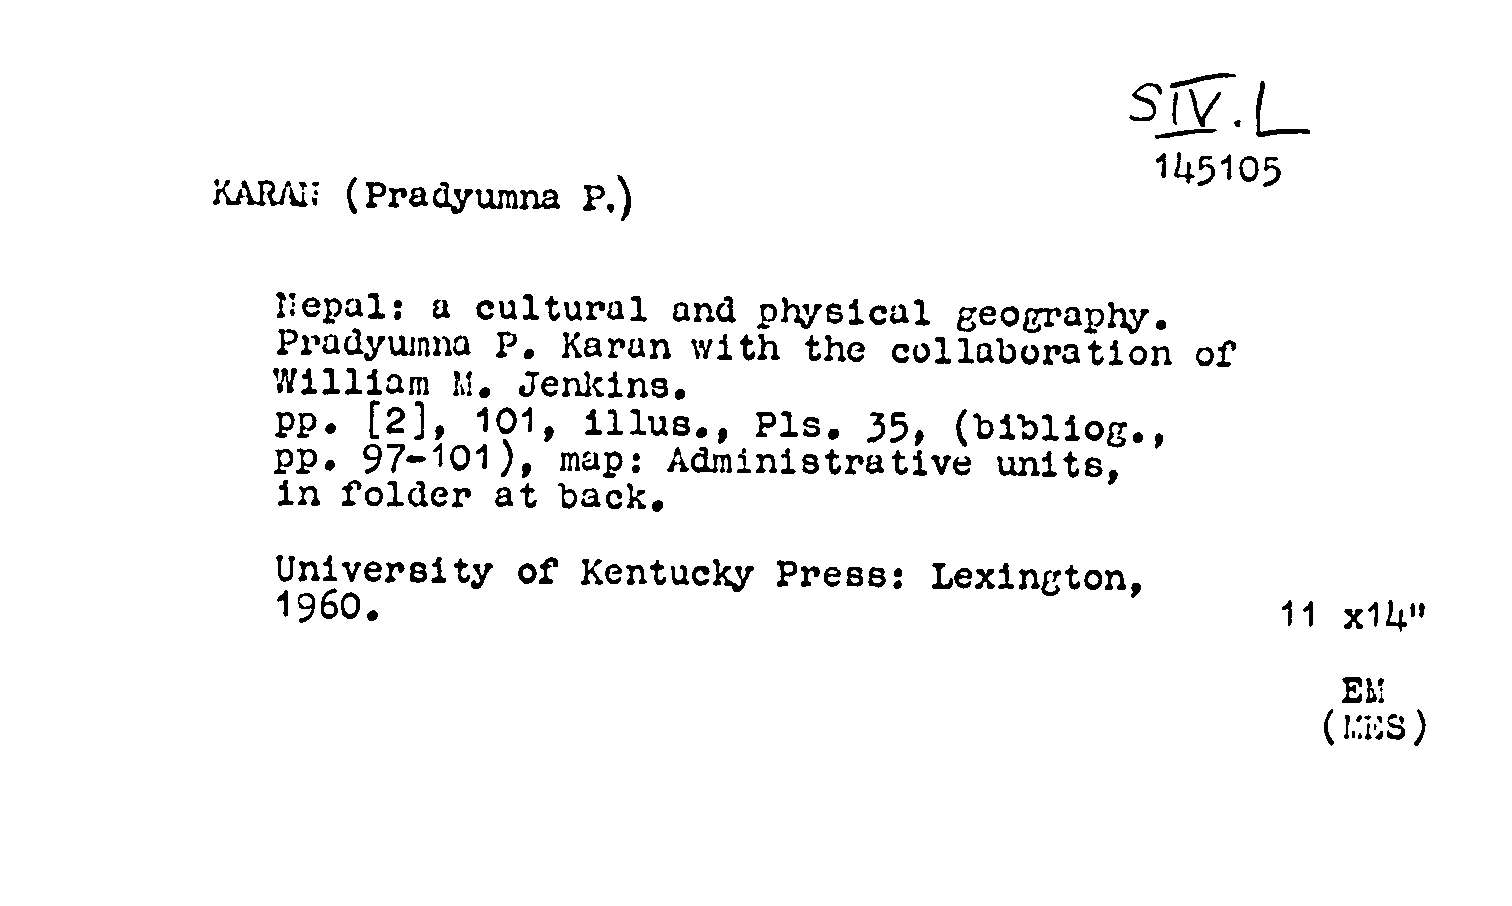 SIV.L
145105
KARAN (Pradyumna P.)
Nepal: a cultural and physical geography.
Pradyumna P. Karan with the collaboration of
William M. Jenkins.
pp. [2], 101, illus., Pls. 35, (bibliog.,
pp. 97-101), map: Administrative units,
in folder at back.
University of Kentucky Press: Lexington,
1960.
11 x14"
EM
(MES)